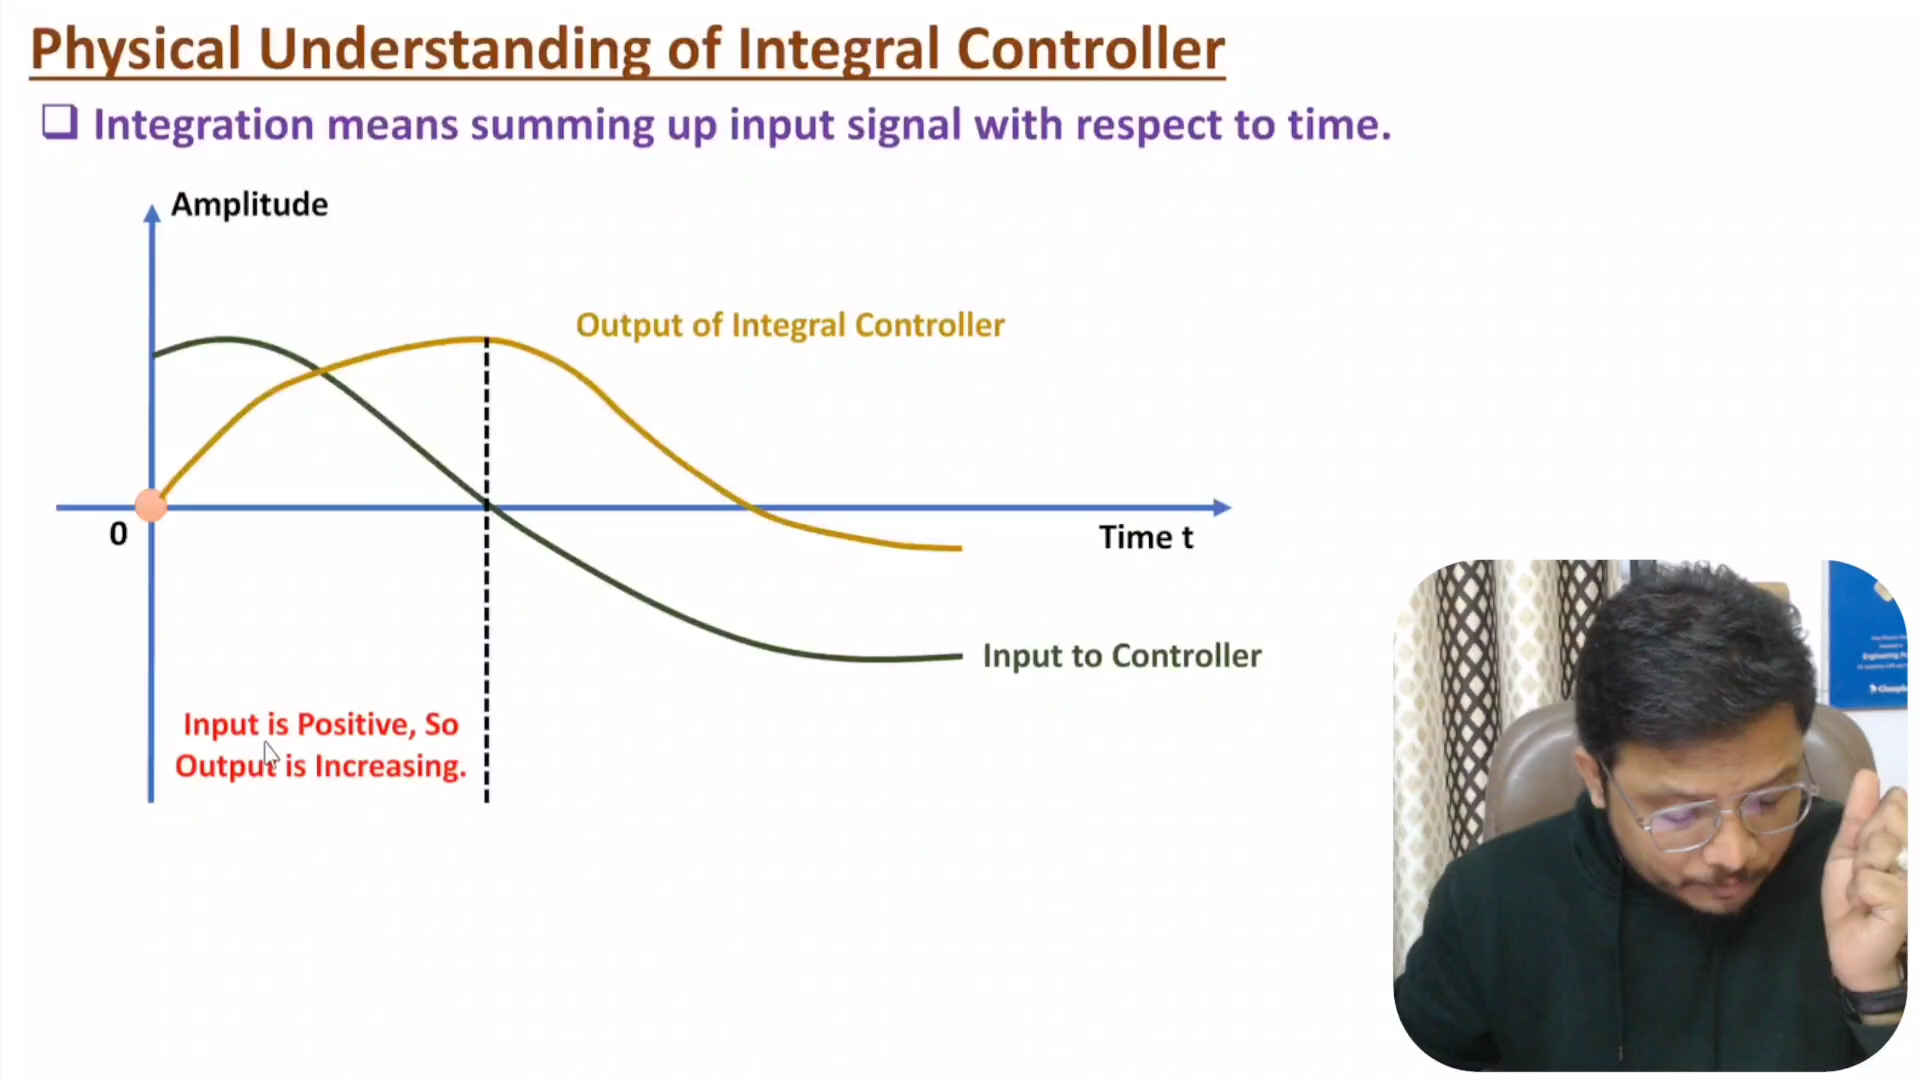 Physical Understanding of Integral Controller
❑ Integration means summing up input signal with respect to time.
Amplitude
Output of Integral Controller
0
Time t
Input to Controller
Input is Positive, So
Output is Increasing.